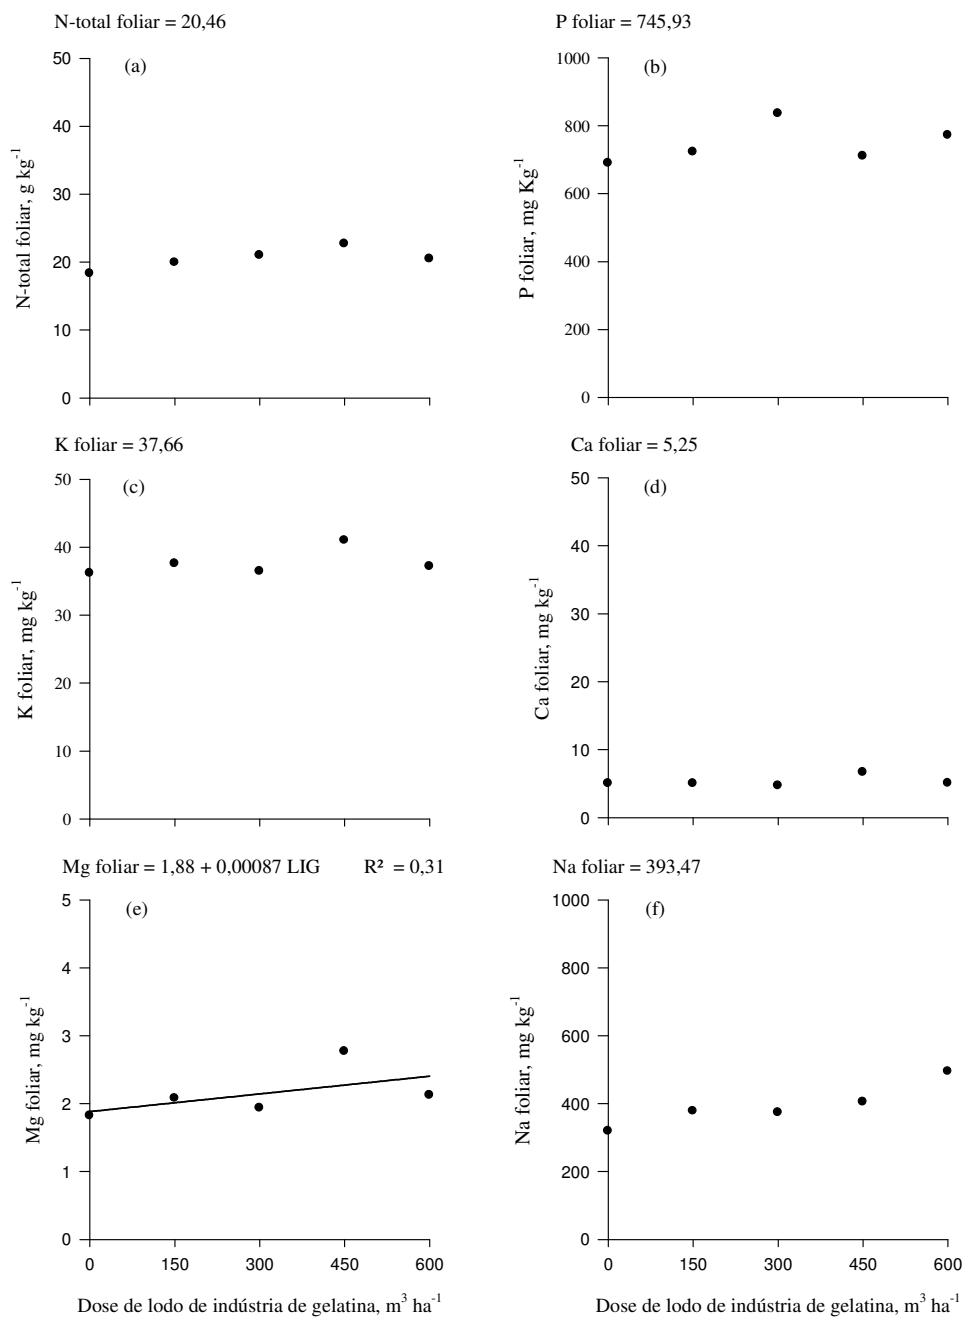 N-total foliar = 20,46
(a)
N-total foliar, g kg⁻¹
50
40
30
20
10
0
P foliar = 745,93
(b)
P foliar, mg Kg⁻¹
1000
800
600
400
200
0
K foliar = 37,66
(c)
K foliar, mg kg⁻¹
50
40
30
20
10
0
Ca foliar = 5,25
(d)
Ca foliar, mg kg⁻¹
50
40
30
20
10
0
Mg foliar = 1,88 + 0,00087 LIG R² = 0,31
(e)
Mg foliar, mg kg⁻¹
5
4
3
2
1
0
0 150 300 450 600
Dose de lodo de indústria de gelatina, m³ ha⁻¹
Na foliar = 393,47
(f)
Na foliar, mg kg⁻¹
1000
800
600
400
200
0
0 150 300 450 600
Dose de lodo de indústria de gelatina, m³ ha⁻¹